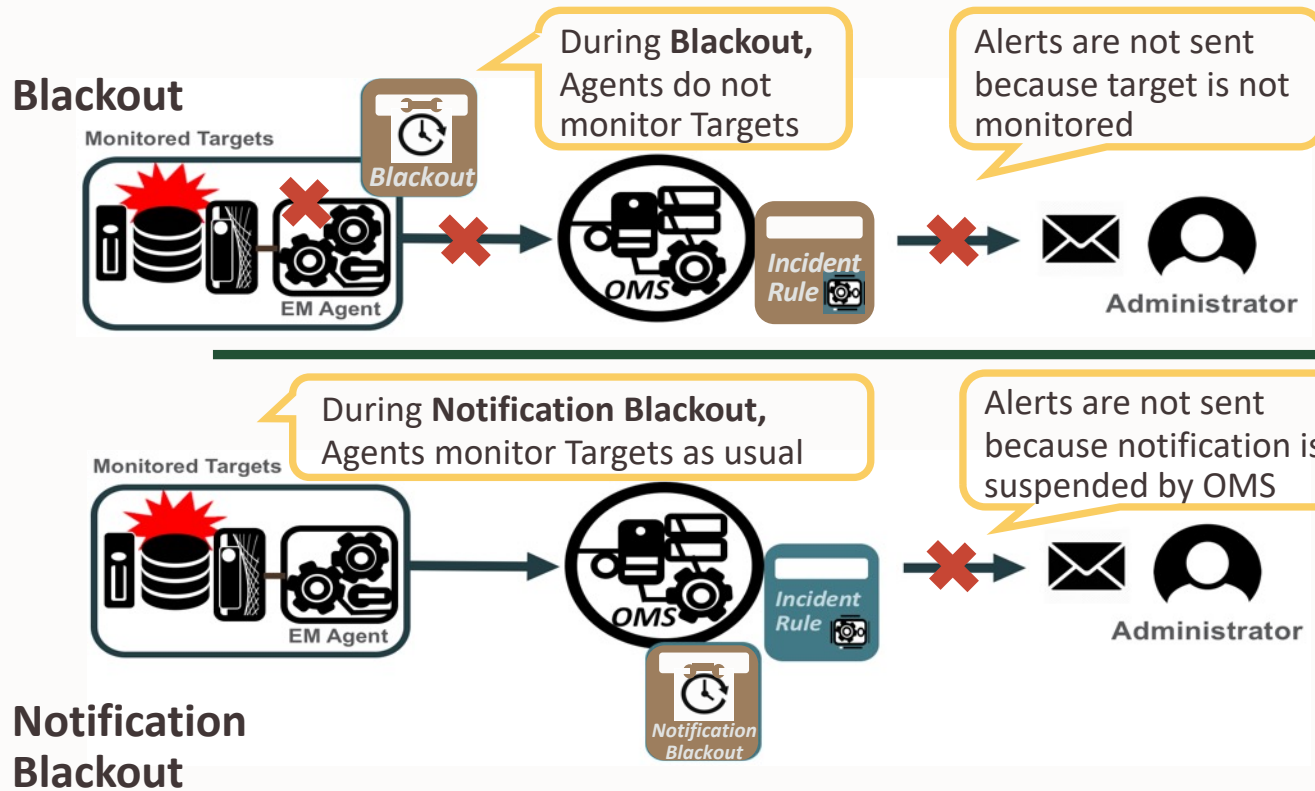 Blackout
During Blackout,
Agents do not
monitor Targets
Alerts are not sent
because target is not
monitored
Monitored Targets
Blackout
EM Agent
OMS
Incident
Rule
Administrator
During Notification Blackout,
Agents monitor Targets as usual
Alerts are not sent
because notification is
suspended by OMS
Monitored Targets
EM Agent
OMS
Incident
Rule
Administrator
Notification
Blackout
Notification
Blackout